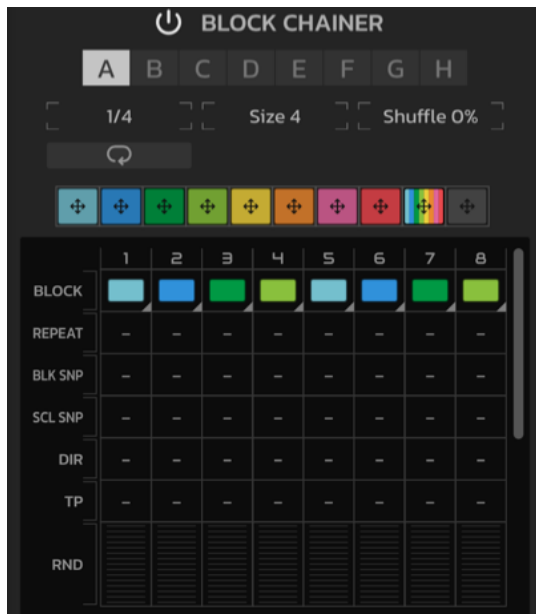 BLOCK CHAINER
A B C D E F G H
1/4 Size 4 Shuffle 0%
1 2 3 4 5 6 7 8
BLOCK
REPEAT - - - - - - - -
BLK SNP - - - - - - - -
SCL SNP - - - - - - - -
DIR - - - - - - - -
TP - - - - - - - -
RND